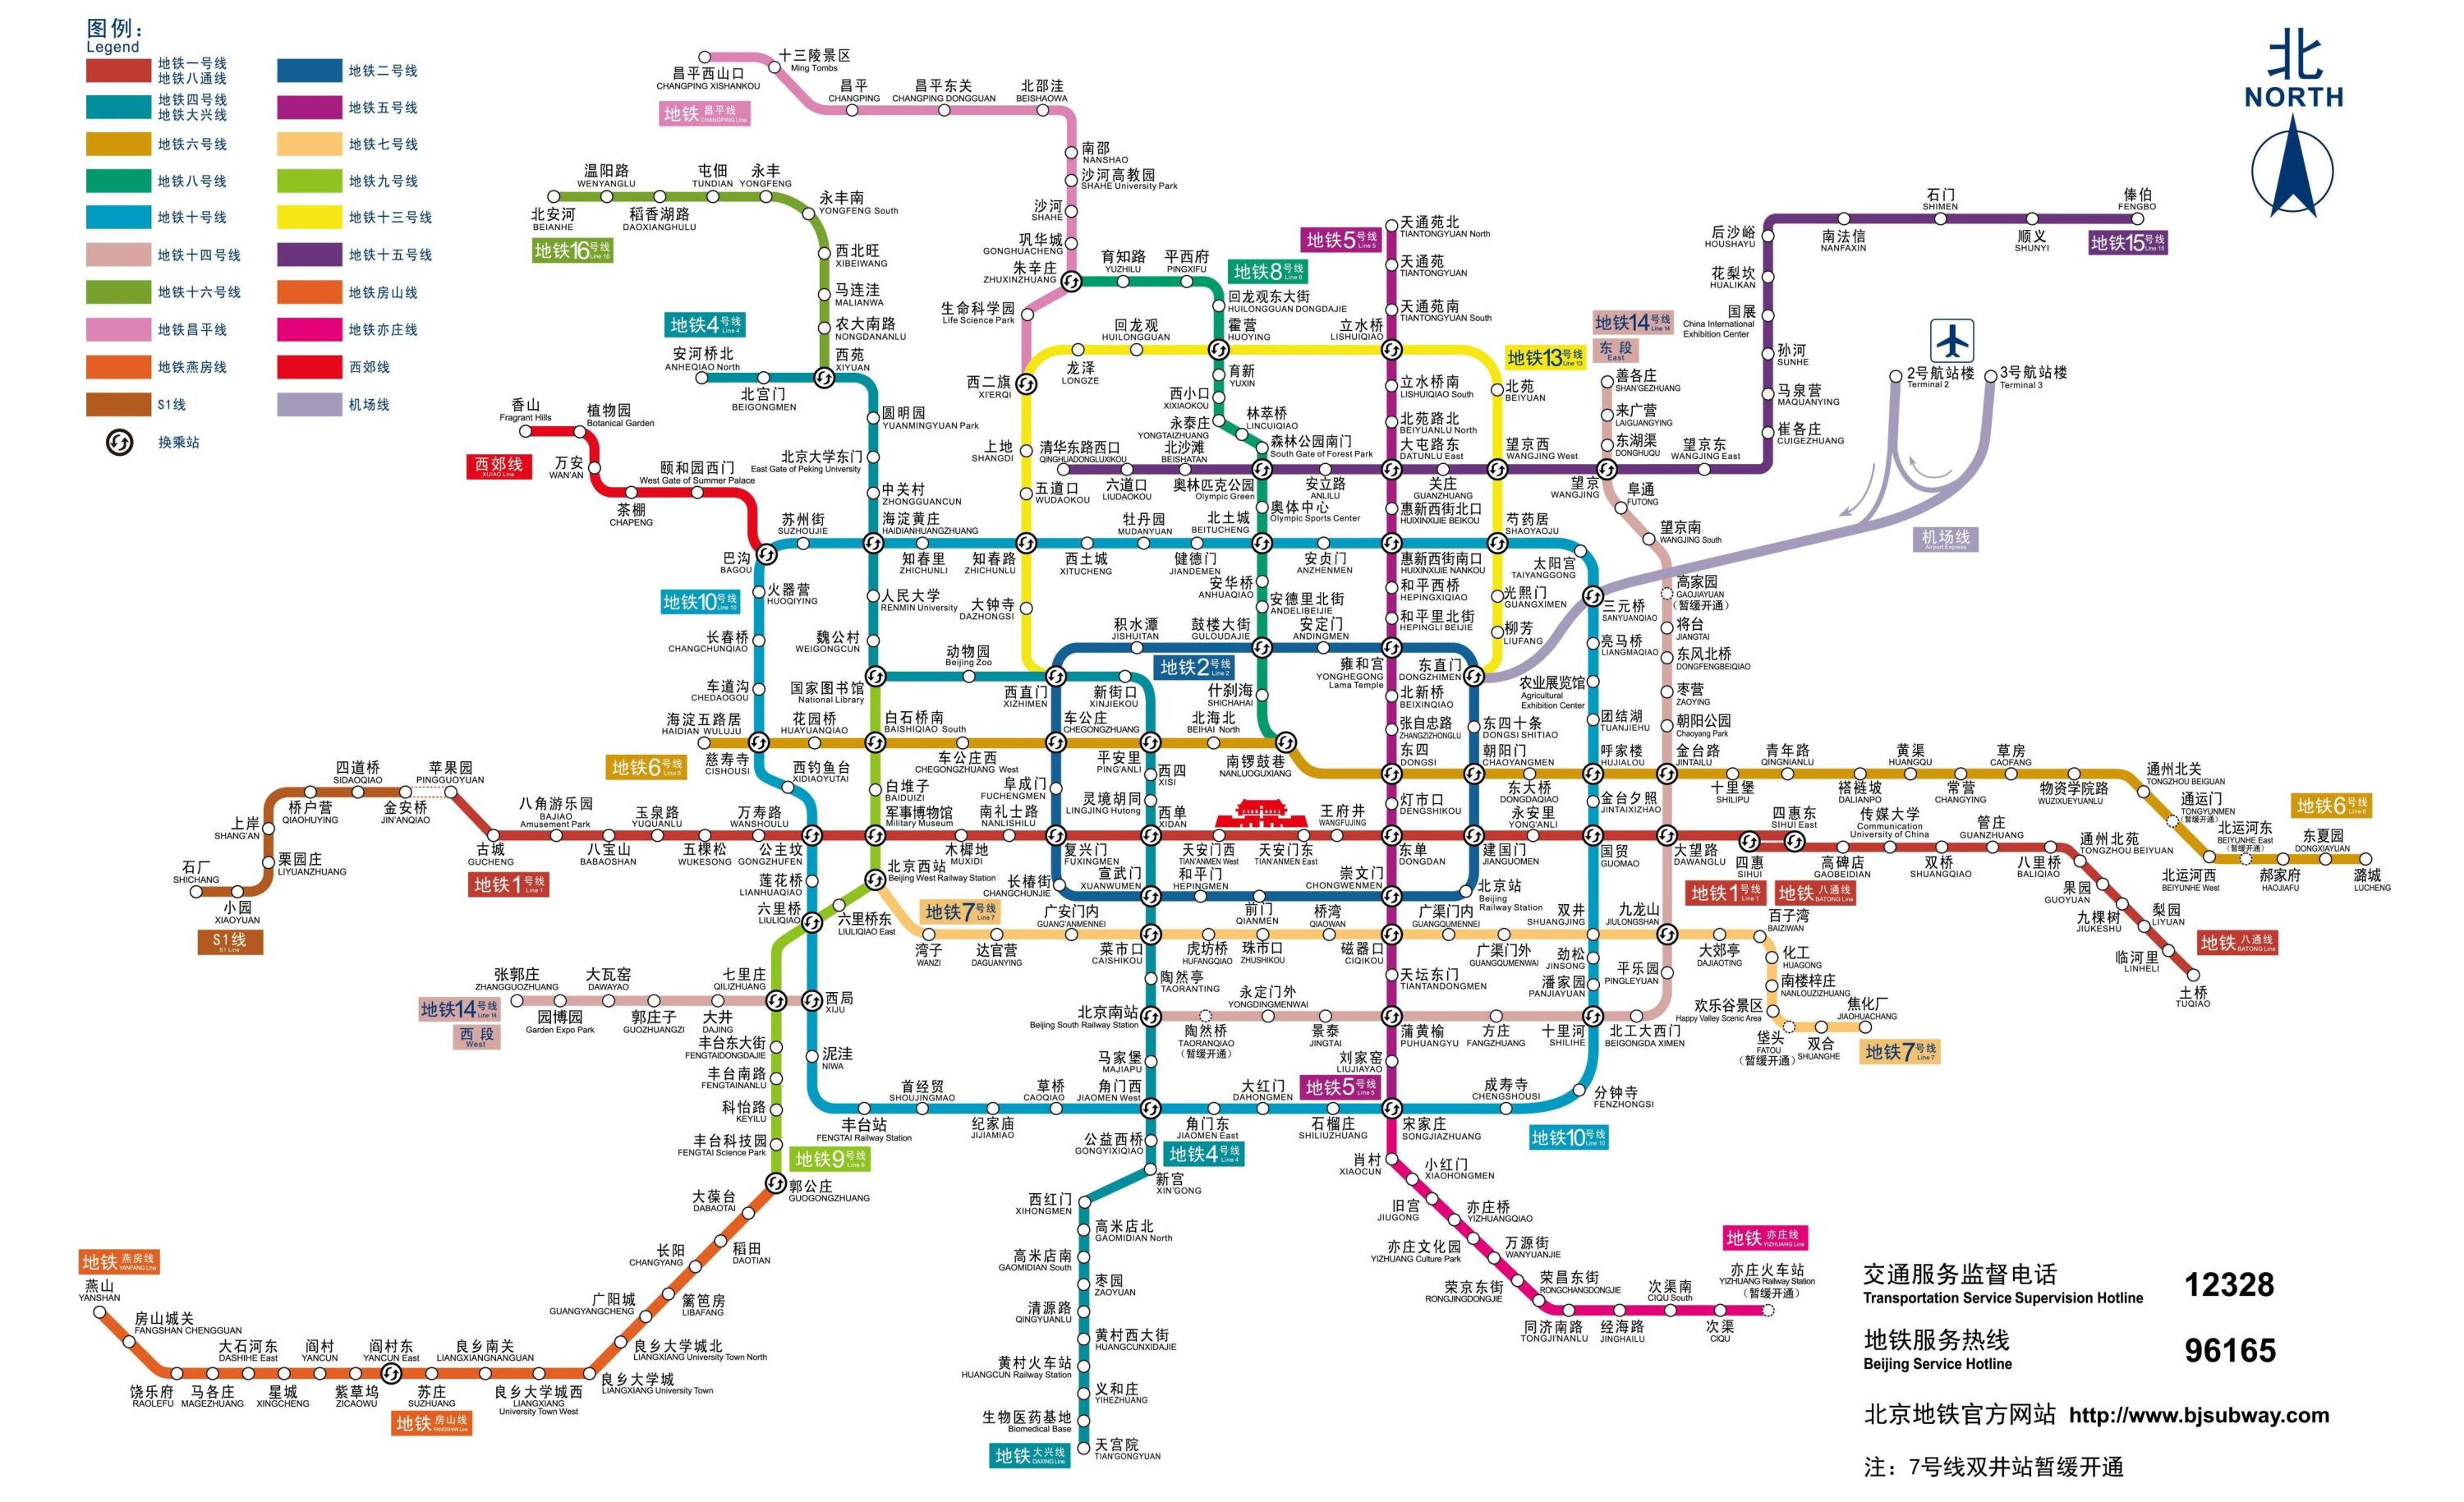 图例：
Legend
地铁一号线
地铁八通线
地铁二号线
地铁四号线
地铁大兴线
地铁五号线
地铁六号线
地铁七号线
地铁八号线
地铁九号线
地铁十号线
地铁十三号线
地铁十四号线
地铁十五号线
地铁十六号线
地铁房山线
地铁昌平线
地铁亦庄线
地铁燕房线
西郊线
S1线
机场线
换乘站
北
NORTH
昌平西山口
CHANGPING XISHANKOU
十三陵景区
Ming Tombs
昌平
CHANGPING
昌平东关
CHANGPING DONGGUAN
北邵洼
BEISHAOWA
地铁 昌平线
CHANGPING Line
南邵
NANSHAO
沙河高教园
SHAHE University Park
沙河
SHAHE
巩华城
GONGHUACHENG
朱辛庄
ZHUXINZHUANG
生命科学园
Life Science Park
西二旗
XI'ERQI
温阳路
WENYANGLU
屯佃
TUNDIAN
永丰
YONGFENG
永丰南
YONGFENG South
北安河
BEIANHE
稻香湖路
DAOXIANGHULU
地铁16号线
Line 16
西北旺
XIBEIWANG
马连洼
MALIANWA
农大南路
NONGDANANLU
西苑
XIYUAN
地铁4号线
Line 4
安河桥北
ANHEQIAO North
北宫门
BEIGONGMEN
圆明园
YUANMINGYUAN Park
北京大学东门
East Gate of Peking University
中关村
ZHONGGUANCUN
海淀黄庄
HAIDIANHUANGZHUANG
人民大学
RENMIN University
魏公村
WEIGONGCUN
国家图书馆
National Library
动物园
Beijing Zoo
西直门
XIZHIMEN
新街口
XINJIEKOU
平安里
PING'ANLI
西四
XISI
灵境胡同
LINGJING Hutong
西单
XIDAN
宣武门
XUANWUMEN
菜市口
CAISHIKOU
陶然亭
TAORANTING
北京南站
Beijing South Railway Station
马家堡
MAJIAPU
角门西
JIAOMEN West
公益西桥
GONGYIXIQIAO
地铁4号线
Line 4
新宫
XIN'GONG
西红门
XIHONGMEN
高米店北
GAOMIDIAN North
高米店南
GAOMIDIAN South
枣园
ZAOYUAN
清源路
QINGYUANLU
黄村西大街
HUANGCUNXIDAJIE
黄村火车站
HUANGCUN Railway Station
义和庄
YIHEZHUANG
生物医药基地
Biomedical Base
天宫院
TIAN'GONGYUAN
地铁 大兴线
DAXING Line
香山
Fragrant Hills
植物园
Botanical Garden
万安
WAN'AN
西郊线
XIJIAO Line
茶棚
CHAPENG
颐和园西门
West Gate of Summer Palace
巴沟
BAGOU
苏州街
SUZHOUJIE
知春里
ZHICHUNLI
知春路
ZHICHUNLU
西土城
XITUCHENG
牡丹园
MUDANYUAN
健德门
JIANDEMEN
北土城
BEITUCHENG
安贞门
ANZHENMEN
惠新西街南口
HUIXINXIJIE NANKOU
芍药居
SHAOYAOJU
太阳宫
TAIYANGGONG
三元桥
SANYUANQIAO
亮马桥
LIANGMAQIAO
农业展览馆
Agricultural
Exhibition Center
团结湖
TUANJIEHU
呼家楼
HUJIALOU
金台夕照
JINTAIXIZHAO
国贸
GUOMAO
双井
SHUANGJING
劲松
JINSONG
潘家园
PANJIAYUAN
十里河
SHILIHE
分钟寺
FENZHONGSI
成寿寺
CHENGSHOUSI
地铁10号线
Line 10
宋家庄
SONGJIAZHUANG
石榴庄
SHILIUZHUANG
大红门
DAHONGMEN
角门东
JIAOMEN East
草桥
CAOQIAO
纪家庙
JIJIAMIAO
首经贸
SHOUJINGMAO
丰台站
FENGTAI Railway Station
泥洼
NIWA
西局
XIJU
六里桥
LIULIQIAO
莲花桥
LIANHUAQIAO
公主坟
GONGZHUFEN
西钓鱼台
XIDIAOYUTAI
慈寿寺
CISHOUSI
车道沟
CHEDAOGOU
长春桥
CHANGCHUNQIAO
火器营
HUOQIYING
地铁10号线
Line 10
地铁8号线
Line 8
育知路
YUZHILU
平西府
PINGXIFU
回龙观东大街
HUILONGGUAN DONGDAJIE
霍营
HUOYING
育新
YUXIN
西小口
XIXIAOKOU
永泰庄
YONGTAIZHUANG
林萃桥
LINCUIQIAO
森林公园南门
South Gate of Forest Park
奥林匹克公园
Olympic Green
奥体中心
Olympic Sports Center
安华桥
ANHUAQIAO
安德里北街
ANDELIBEIJIE
鼓楼大街
GULOUDAJIE
什刹海
SHICHAHAI
南锣鼓巷
NANLUOGUXIANG
回龙观
HUILONGGUAN
龙泽
LONGZE
上地
SHANGDI
五道口
WUDAOKOU
大钟寺
DAZHONGSI
立水桥
LISHUIQIAO
地铁13号线
Line 13
北苑
BEIYUAN
望京西
WANGJING West
光熙门
GUANGXIMEN
柳芳
LIUFANG
东直门
DONGZHIMEN
地铁5号线
Line 5
天通苑北
TIANTONGYUAN North
天通苑
TIANTONGYUAN
天通苑南
TIANTONGYUAN South
立水桥南
LISHUIQIAO South
北苑路北
BEIYUANLU North
大屯路东
DATUNLU East
惠新西街北口
HUIXINXIJIE BEIKOU
和平西桥
HEPINGXIQIAO
和平里北街
HEPINGLI BEIJIE
雍和宫
YONGHEGONG
Lama Temple
北新桥
BEIXINQIAO
张自忠路
ZHANGZIZHONGLU
东四
DONGSI
灯市口
DENGSHIKOU
东单
DONGDAN
崇文门
CHONGWENMEN
磁器口
CIQIKOU
天坛东门
TIANTANDONGMEN
蒲黄榆
PUHUANGYU
刘家窑
LIUJIAYAO
地铁5号线
Line 5
清华东路西口
QINGHUADONGLUXIKOU
六道口
LIUDAOKOU
北沙滩
BEISHATAN
安立路
ANLILU
关庄
GUANZHUANG
望京
WANGJING
望京东
WANGJING East
崔各庄
CUIGEZHUANG
马泉营
MAQUANYING
孙河
SUNHE
国展
China International
Exhibition Center
花梨坎
HUALIKAN
后沙峪
HOUSHAYU
南法信
NANFAXIN
石门
SHIMEN
顺义
SHUNYI
俸伯
FENGBO
地铁15号线
Line 15
地铁14号线
Line 14
东 段
East
善各庄
SHAN'GEZHUANG
来广营
LAIGUANGYING
东湖渠
DONGHUQU
阜通
FUTONG
望京南
WANGJING South
高家园
GAOJIAYUAN
（暂缓开通）
将台
JIANGTAI
东风北桥
DONGFENGBEIQIAO
枣营
ZAOYING
朝阳公园
Chaoyang Park
金台路
JINTAILU
大望路
DAWANGLU
九龙山
JIULONGSHAN
平乐园
PINGLEYUAN
北工大西门
BEIGONGDA XIMEN
方庄
FANGZHUANG
景泰
JINGTAI
永定门外
YONGDINGMENWAI
陶然桥
TAORANQIAO
（暂缓开通）
2号航站楼
Terminal 2
3号航站楼
Terminal 3
机场线
Airport Express
地铁2号线
Line 2
积水潭
JISHUITAN
安定门
ANDINGMEN
东四十条
DONGSI SHITIAO
朝阳门
CHAOYANGMEN
建国门
JIANGUOMEN
北京站
Beijing
Railway Station
前门
QIANMEN
和平门
HEPINGMEN
长椿街
CHANGCHUNJIE
复兴门
FUXINGMEN
阜成门
FUCHENGMEN
车公庄
CHEGONGZHUANG
海淀五路居
HAIDIAN WULUJU
花园桥
HUAYUANQIAO
白石桥南
BAISHIQIAO South
车公庄西
CHEGONGZHUANG West
北海北
BEIHAI North
地铁6号线
Line 6
东大桥
DONGDAQIAO
十里堡
SHILIPU
青年路
QINGNIANLU
褡裢坡
DALIANPO
黄渠
HUANGQU
常营
CHANGYING
草房
CAOFANG
物资学院路
WUZIXUEYUANLU
通州北关
TONGZHOU BEIGUAN
通运门
TONGYUNMEN
（暂缓开通）
北运河西
BEIYUNHE West
北运河东
BEIYUNHE East
（暂缓开通）
郝家府
HAOJIAFU
东夏园
DONGXIAYUAN
潞城
LUCHENG
地铁6号线
Line 6
苹果园
PINGGUOYUAN
古城
GUCHENG
地铁1号线
Line 1
八角游乐园
BAJIAO
Amusement Park
八宝山
BABAOSHAN
玉泉路
YUQUANLU
五棵松
WUKESONG
万寿路
WANSHOULU
军事博物馆
Military Museum
木樨地
MUXIDI
南礼士路
NANLISHILU
天安门西
TIAN'ANMEN West
天安门东
TIAN'ANMEN East
王府井
WANGFUJING
永安里
YONG'ANLI
四惠
SIHUI
四惠东
SIHUI East
地铁1号线
Line 1
地铁 八通线
BATONG Line
高碑店
GAOBEIDIAN
传媒大学
Communication
University of China
双桥
SHUANGQIAO
管庄
GUANZHUANG
八里桥
BALIQIAO
通州北苑
TONGZHOU BEIYUAN
果园
GUOYUAN
九棵树
JIUKESHU
梨园
LIYUAN
临河里
LINHELI
土桥
TUQIAO
地铁 八通线
BATONG Line
四道桥
SIDAOQIAO
桥户营
QIAOHUYING
金安桥
JIN'ANQIAO
上岸
SHANG'AN
栗园庄
LIYUANZHUANG
石厂
SHICHANG
小园
XIAOYUAN
S1线
S1 Line
白堆子
BAIDUIZI
北京西站
Beijing West Railway Station
六里桥东
LIULIQIAO East
七里庄
QILIZHUANG
丰台东大街
FENGTAIDONGDAJIE
丰台南路
FENGTAINANLU
科怡路
KEYILU
丰台科技园
FENGTAI Science Park
地铁9号线
Line 9
郭公庄
GUOGONGZHUANG
地铁7号线
Line 7
湾子
WANZI
达官营
DAGUANYING
广安门内
GUANG'ANMENNEI
虎坊桥
HUFANGQIAO
珠市口
ZHUSHIKOU
桥湾
QIAOWAN
广渠门内
GUANGQUMENNEI
广渠门外
GUANGQUMENWAI
大郊亭
DAJIAOTING
百子湾
BAIZIWAN
化工
HUAGONG
南楼梓庄
NANLOUZIZHUANG
欢乐谷景区
Happy Valley Scenic Area
垡头
FATOU
（暂缓开通）
双合
SHUANGHE
焦化厂
JIAOHUACHANG
地铁7号线
Line 7
张郭庄
ZHANGGUOZHUANG
园博园
Garden Expo Park
大瓦窑
DAWAYAO
郭庄子
GUOZHUANGZI
大井
DAJING
地铁14号线
Line 14
西 段
West
大葆台
DABAOTAI
稻田
DAOTIAN
长阳
CHANGYANG
篱笆房
LIBAFANG
广阳城
GUANGYANGCHENG
良乡大学城北
LIANGXIANG University Town North
良乡大学城
LIANGXIANG University Town
良乡大学城西
LIANGXIANG
University Town West
良乡南关
LIANGXIANGNANGUAN
苏庄
SUZHUANG
地铁 房山线
FANGSHAN Line
阎村东
YANCUN East
紫草坞
ZICAOWU
阎村
YANCUN
星城
XINGCHENG
大石河东
DASHIHE East
马各庄
MAGEZHUANG
饶乐府
RAOLEFU
房山城关
FANGSHAN CHENGGUAN
燕山
YANSHAN
地铁 燕房线
YANFANG Line
肖村
XIAOCUN
小红门
XIAOHONGMEN
旧宫
JIUGONG
亦庄桥
YIZHUANGQIAO
亦庄文化园
YIZHUANG Culture Park
万源街
WANYUANJIE
荣京东街
RONGJINGDONGJIE
荣昌东街
RONGCHANGDONGJIE
同济南路
TONGJI'NANLU
经海路
JINGHAILU
次渠南
CIQU South
次渠
CIQU
亦庄火车站
YIZHUANG Railway Station
（暂缓开通）
地铁 亦庄线
YIZHUANG Line
交通服务监督电话 12328
Transportation Service Supervision Hotline
地铁服务热线 96165
Beijing Service Hotline
北京地铁官方网站 http://www.bjsubway.com
注：7号线双井站暂缓开通